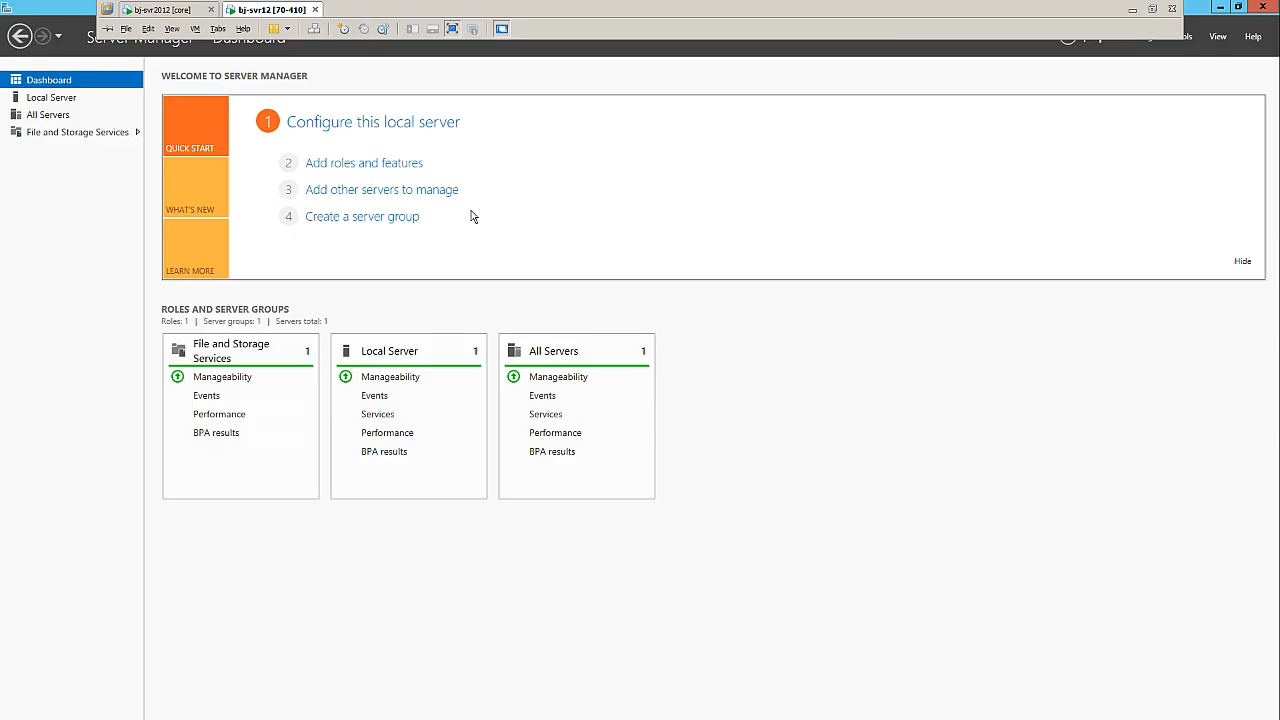 bj-svr2012 [core]
bj-svr12 [70-410]
File Edit View VM Tabs Help
Server Manager Dashboard
View Help
Dashboard
Local Server
All Servers
File and Storage Services
WELCOME TO SERVER MANAGER
QUICK START
WHAT'S NEW
LEARN MORE
1 Configure this local server
2 Add roles and features
3 Add other servers to manage
4 Create a server group
Hide
ROLES AND SERVER GROUPS
Roles: 1 | Server groups: 1 | Servers total: 1
File and Storage
Services 1
Manageability
Events
Performance
BPA results
Local Server 1
Manageability
Events
Services
Performance
BPA results
All Servers 1
Manageability
Events
Services
Performance
BPA results